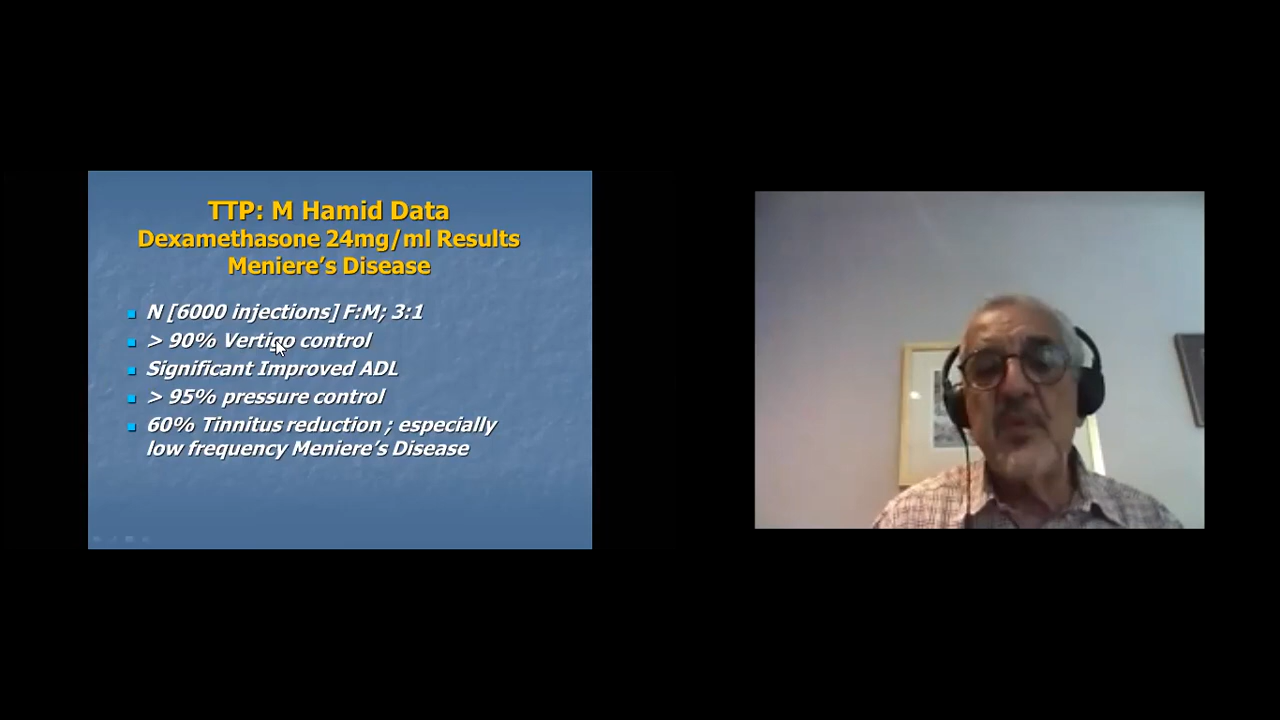 TTP: M Hamid Data
Dexamethasone 24mg/ml Results
Meniere's Disease
N [6000 injections] F:M; 3:1
> 90% Vertigo control
Significant Improved ADL
> 95% pressure control
60% Tinnitus reduction ; especially
low frequency Meniere's Disease